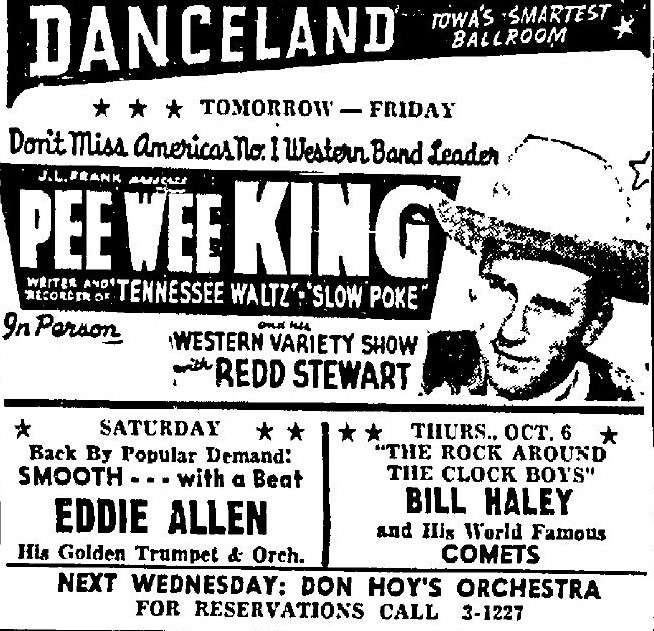 DANCELAND
IOWA'S SMARTEST
BALLROOM
TOMORROW — FRIDAY
Don't Miss Americas No. 1 Western Band Leader
J.L. FRANK presents
PEE WEE KING
WRITER AND
RECORDER OF "TENNESSEE WALTZ" - "SLOW POKE"
In Person
and his
WESTERN VARIETY SHOW
with REDD STEWART
SATURDAY
Back By Popular Demand:
SMOOTH - - - with a Beat
EDDIE ALLEN
His Golden Trumpet & Orch.
THURS., OCT. 6
"THE ROCK AROUND
THE CLOCK BOYS"
BILL HALEY
and His World Famous
COMETS
NEXT WEDNESDAY: DON HOY'S ORCHESTRA
FOR RESERVATIONS CALL 3-1227